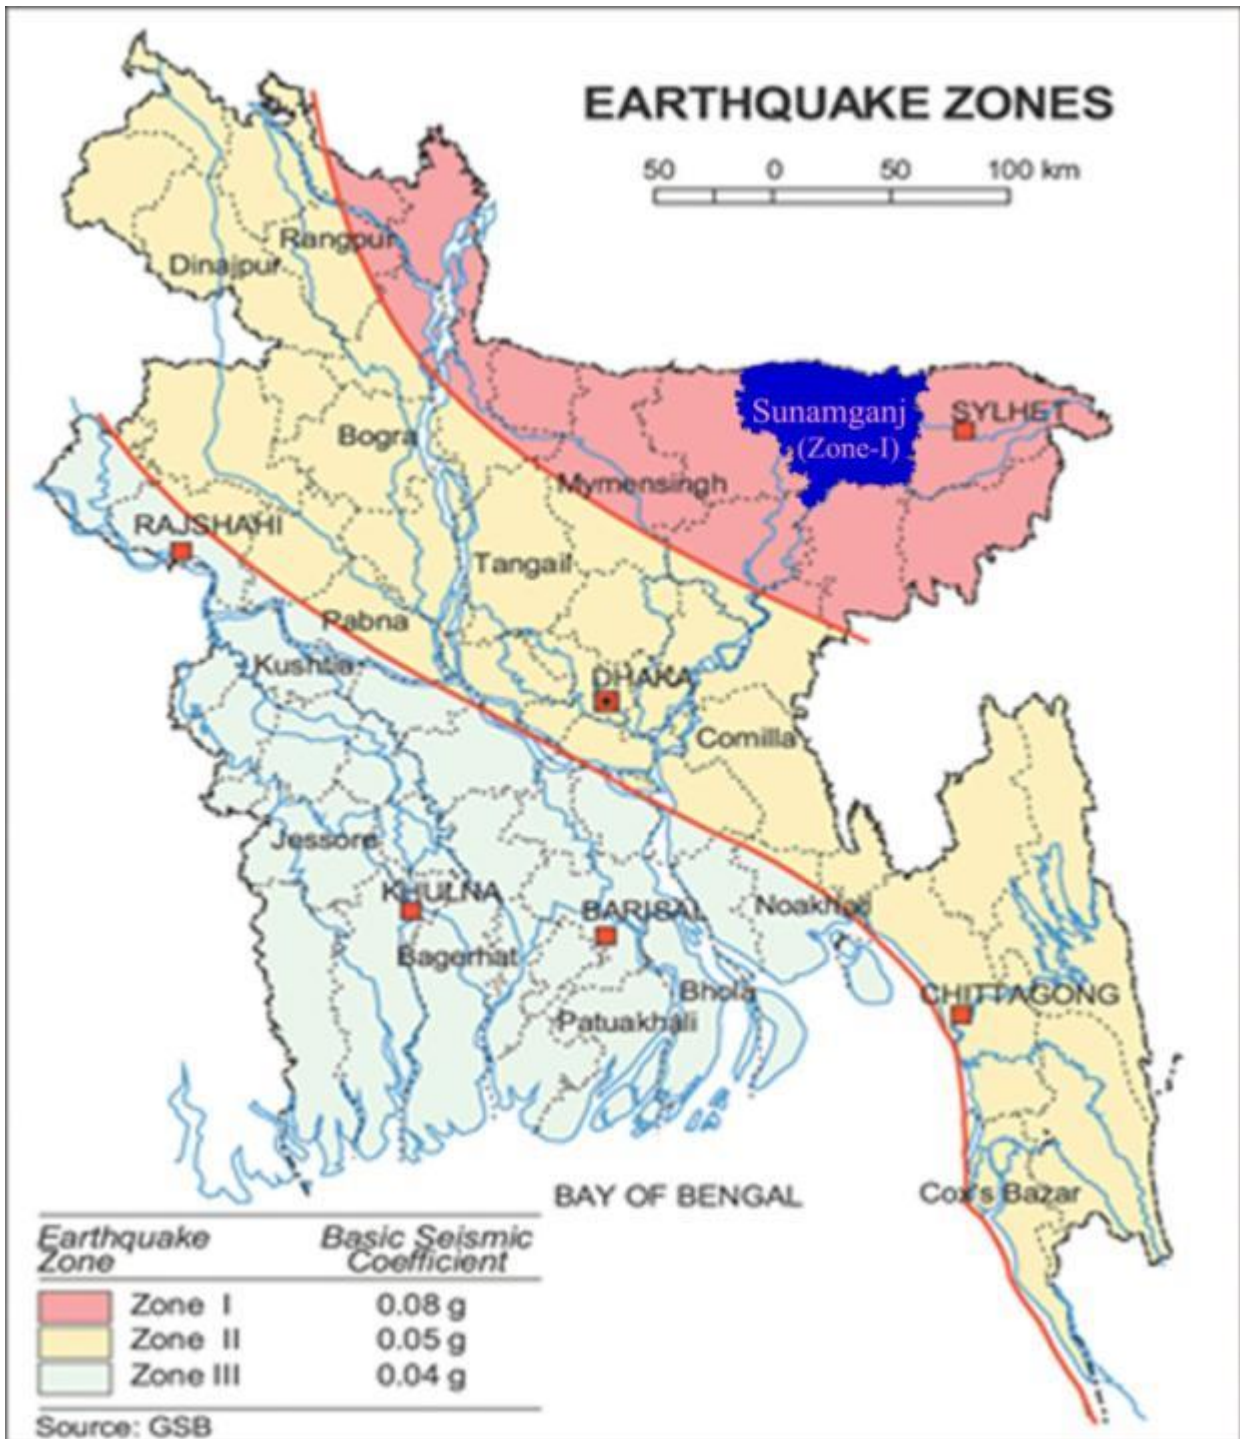 EARTHQUAKE ZONES
50 0 50 100 km
Rangpur
Dinajpur
Sunamganj
(Zone-I)
SYLHET
Bogra
Mymensingh
RAJSHAHI
Tangail
Pabna
Kushtia
DHAKA
Comilla
Jessore
KHULNA
BARISAL
Noakhali
Bagerhat
Bhola
CHITTAGONG
Patuakhali
BAY OF BENGAL
Cox's Bazar
Earthquake Zone
Basic Seismic Coefficient
Zone I 0.08 g
Zone II 0.05 g
Zone III 0.04 g
Source: GSB